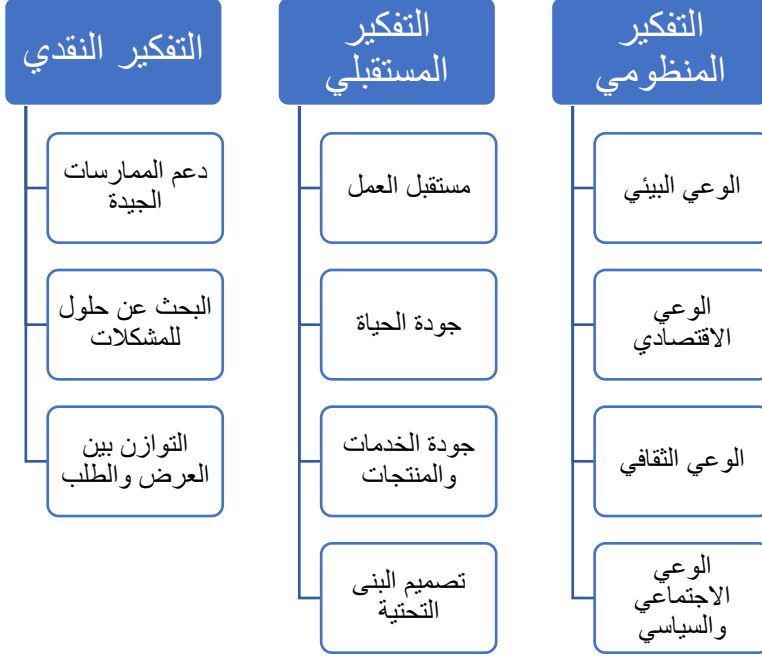 التفكير
المنظومي
الوعي البيئي
الوعي
الاقتصادي
الوعي الثقافي
الوعي
الاجتماعي
والسياسي
التفكير
المستقبلي
مستقبل العمل
جودة الحياة
جودة الخدمات
والمنتجات
تصميم البنى
التحتية
التفكير النقدي
دعم الممارسات
الجيدة
البحث عن حلول
للمشكلات
التوازن بين
العرض والطلب